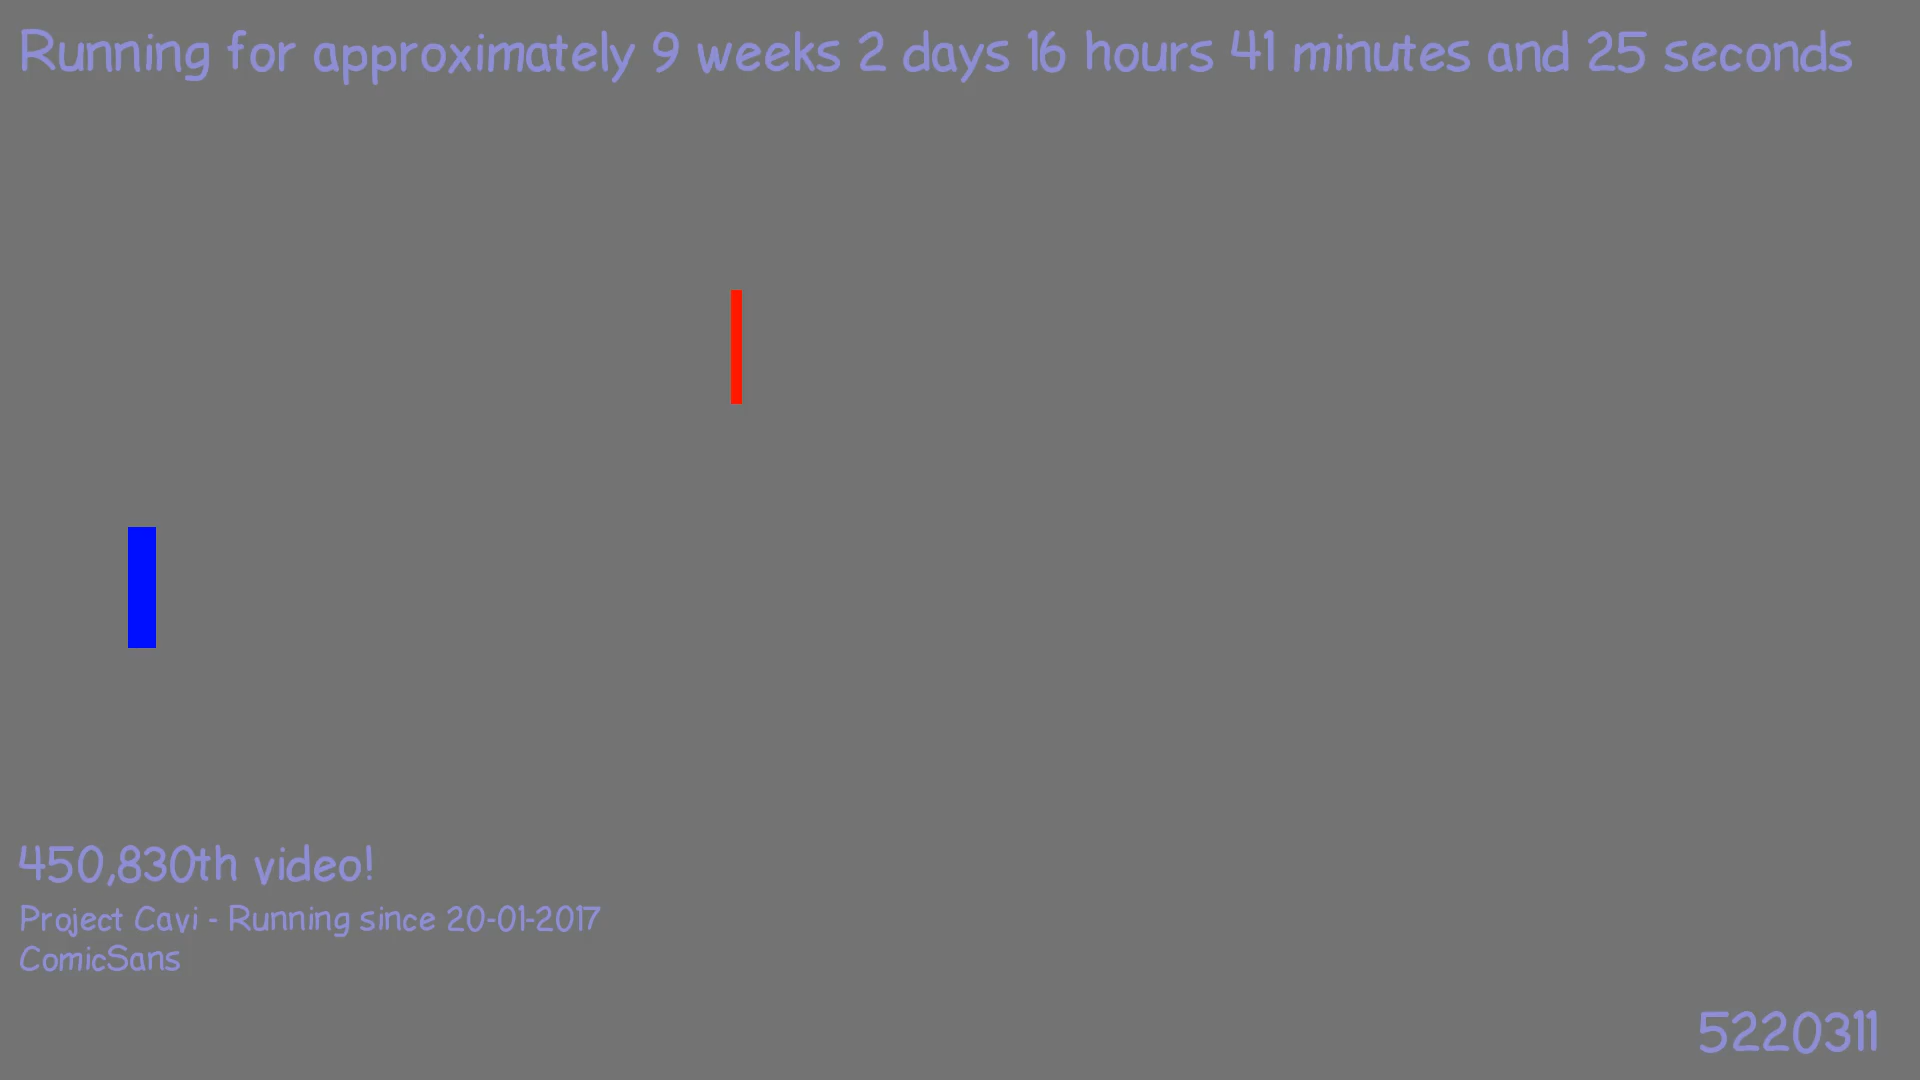 Running for approximately 9 weeks 2 days 16 hours 41 minutes and 25 seconds
450,830th video!
Project Cavi - Running since 20-01-2017
ComicSans
5220311